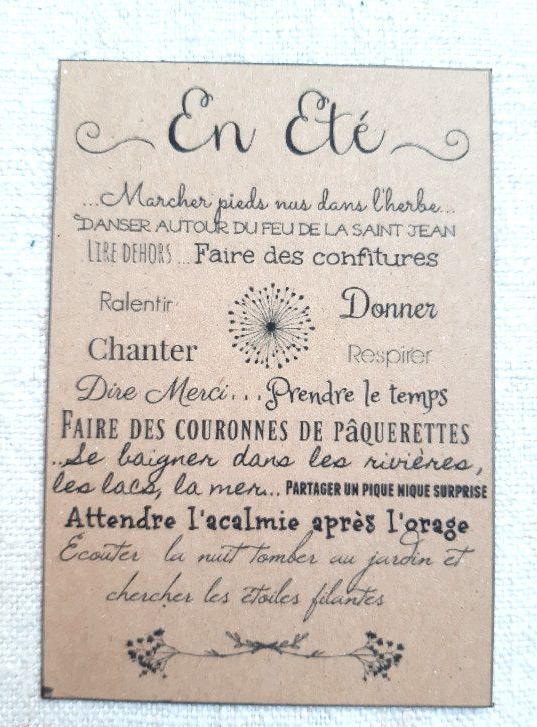 En Eté
...Marcher pieds nus dans l'herbe...
DANSER AUTOUR DU FEU DE LA SAINT JEAN
LIRE DEHORS ... Faire des confitures
Ralentir Donner
Chanter Respirer
Dire Merci... Prendre le temps
FAIRE DES COURONNES DE PÂQUERETTES
...Se baigner dans les rivières,
les lacs, la mer... PARTAGER UN PIQUE NIQUE SURPRISE
Attendre l'acalmie après l'orage
Ecouter la nuit tomber au jardin et
chercher les étoiles filantes